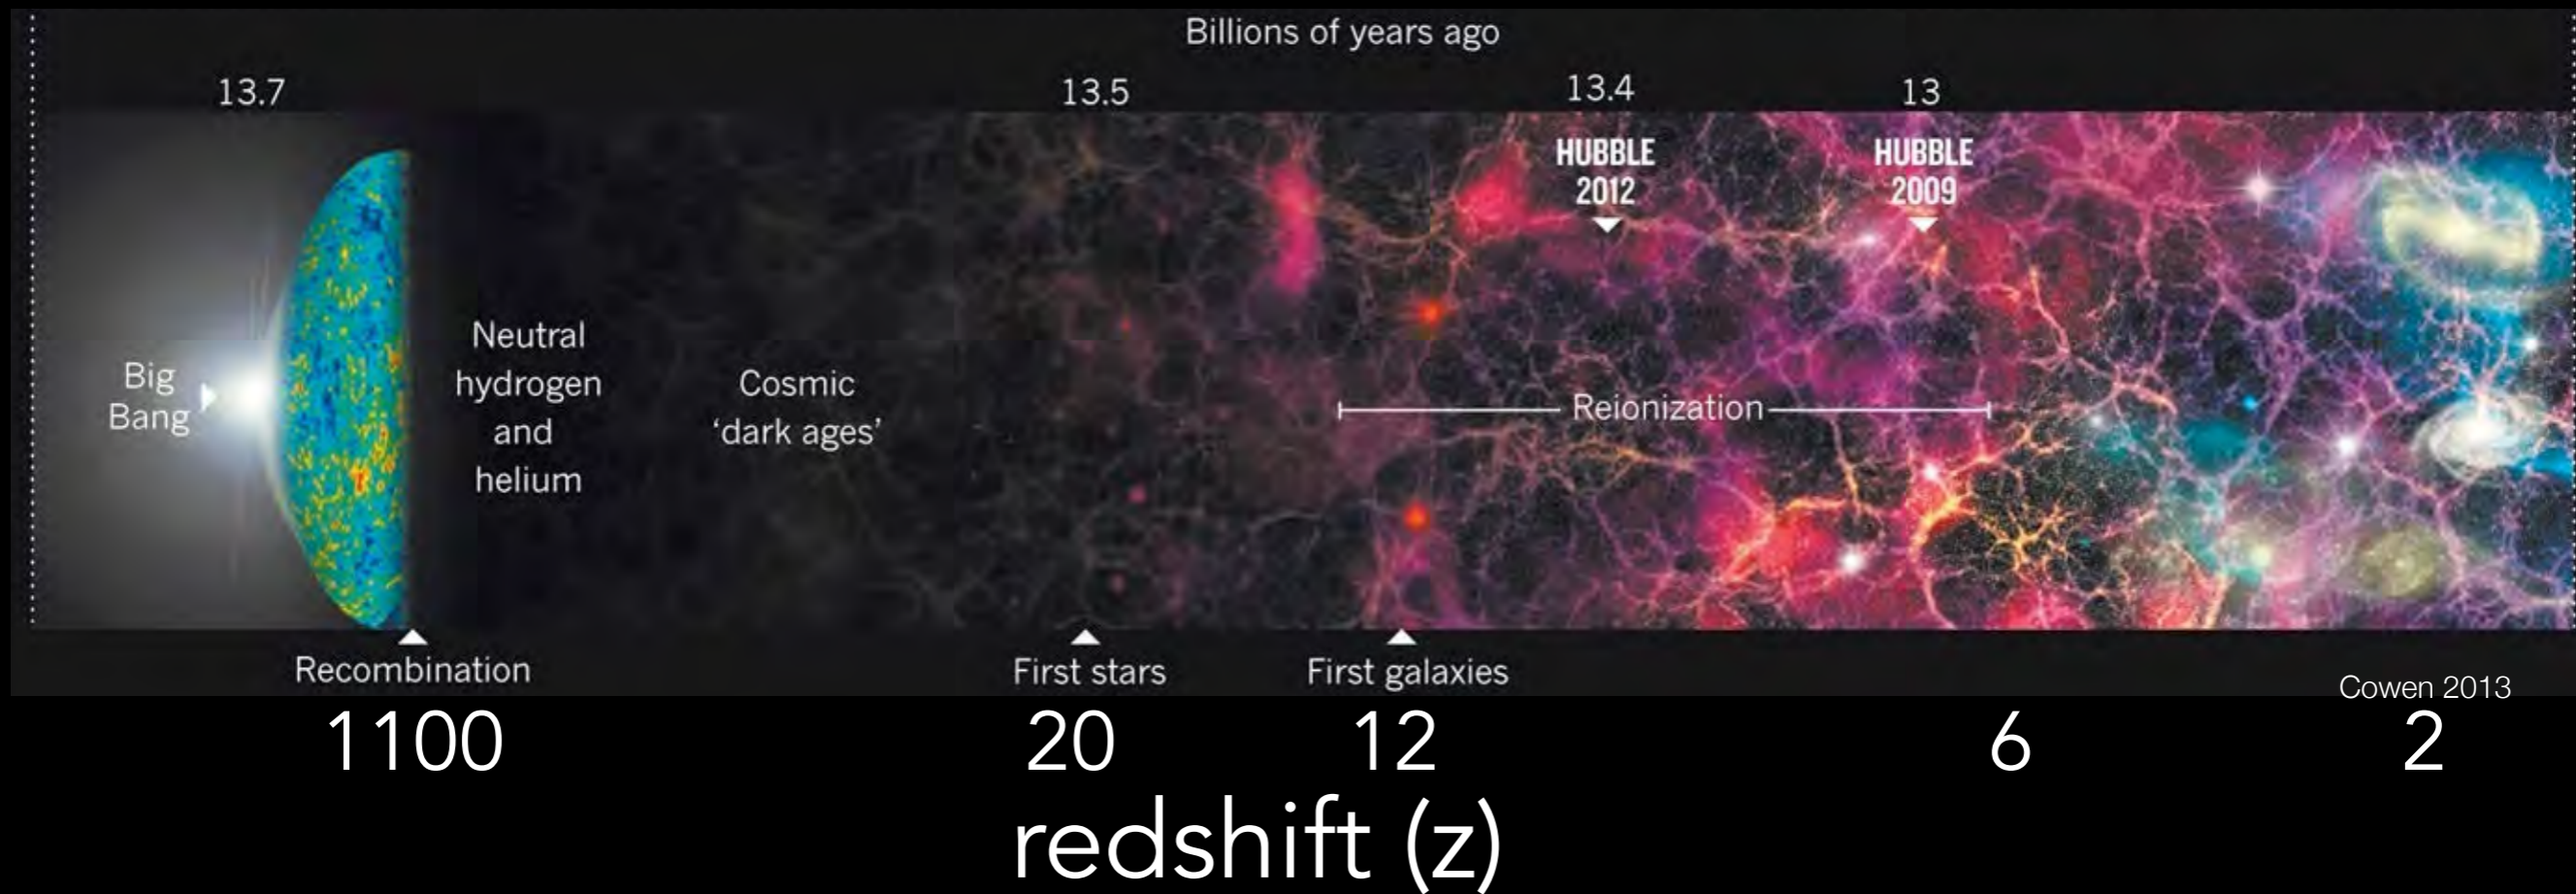 Billions of years ago
13.7
13.5
13.4
13
HUBBLE
2012
HUBBLE
2009
Big
Bang
Neutral
hydrogen
and
helium
Cosmic
‘dark ages’
Reionization
Recombination
First stars
First galaxies
Cowen 2013
1100
20
12
6
2
redshift (z)